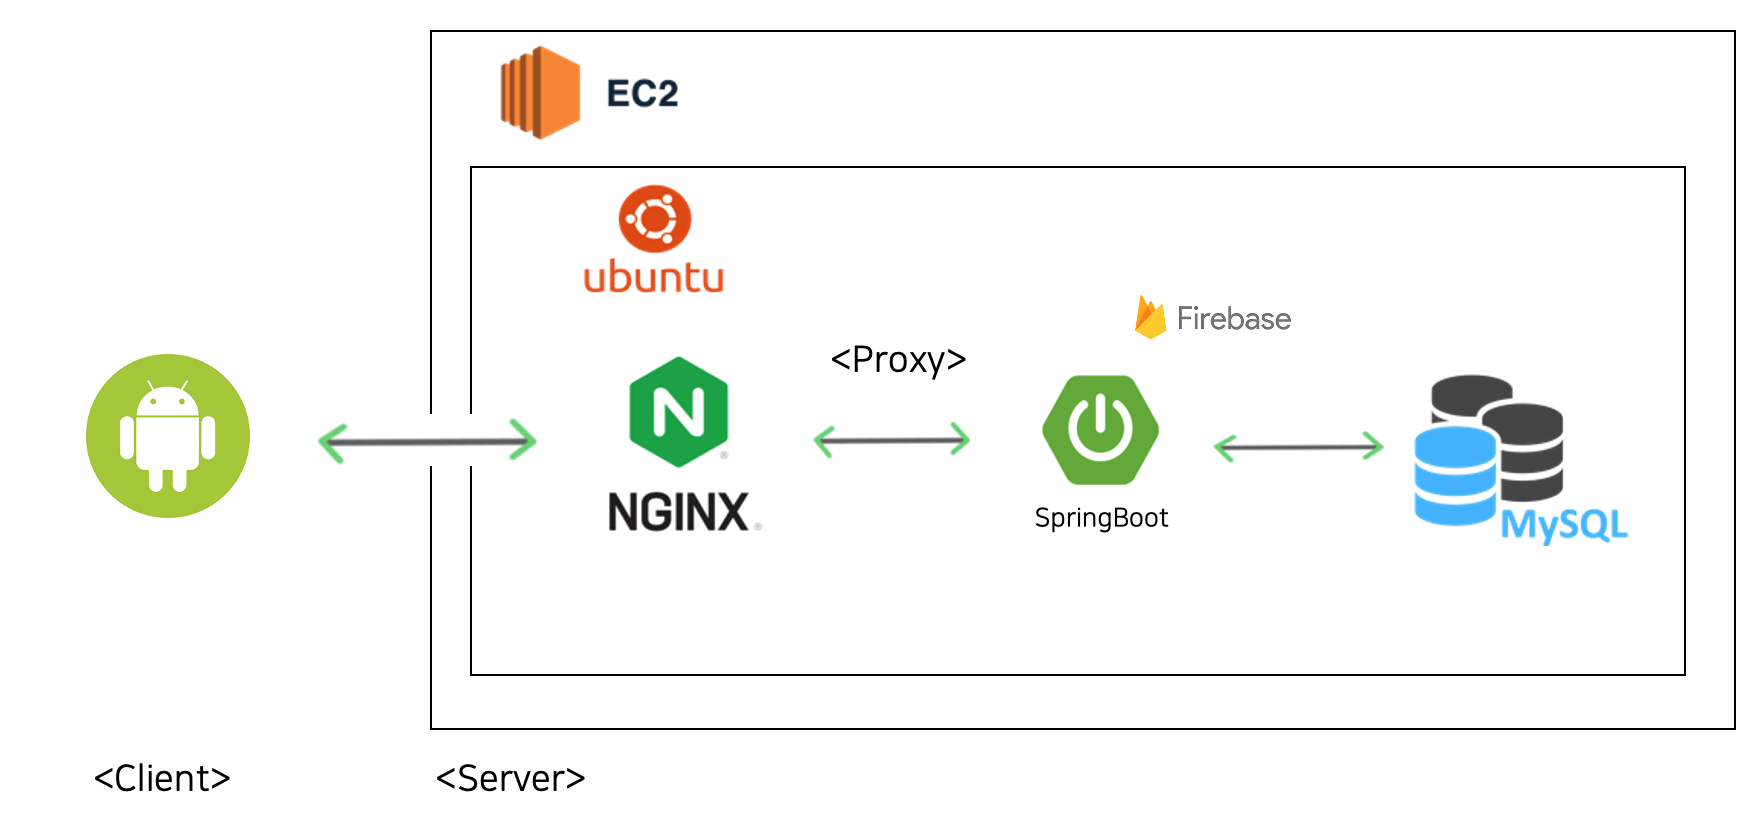 EC2
ubuntu
Firebase
<Proxy>
N
NGINX
SpringBoot
MySQL
<Client>
<Server>